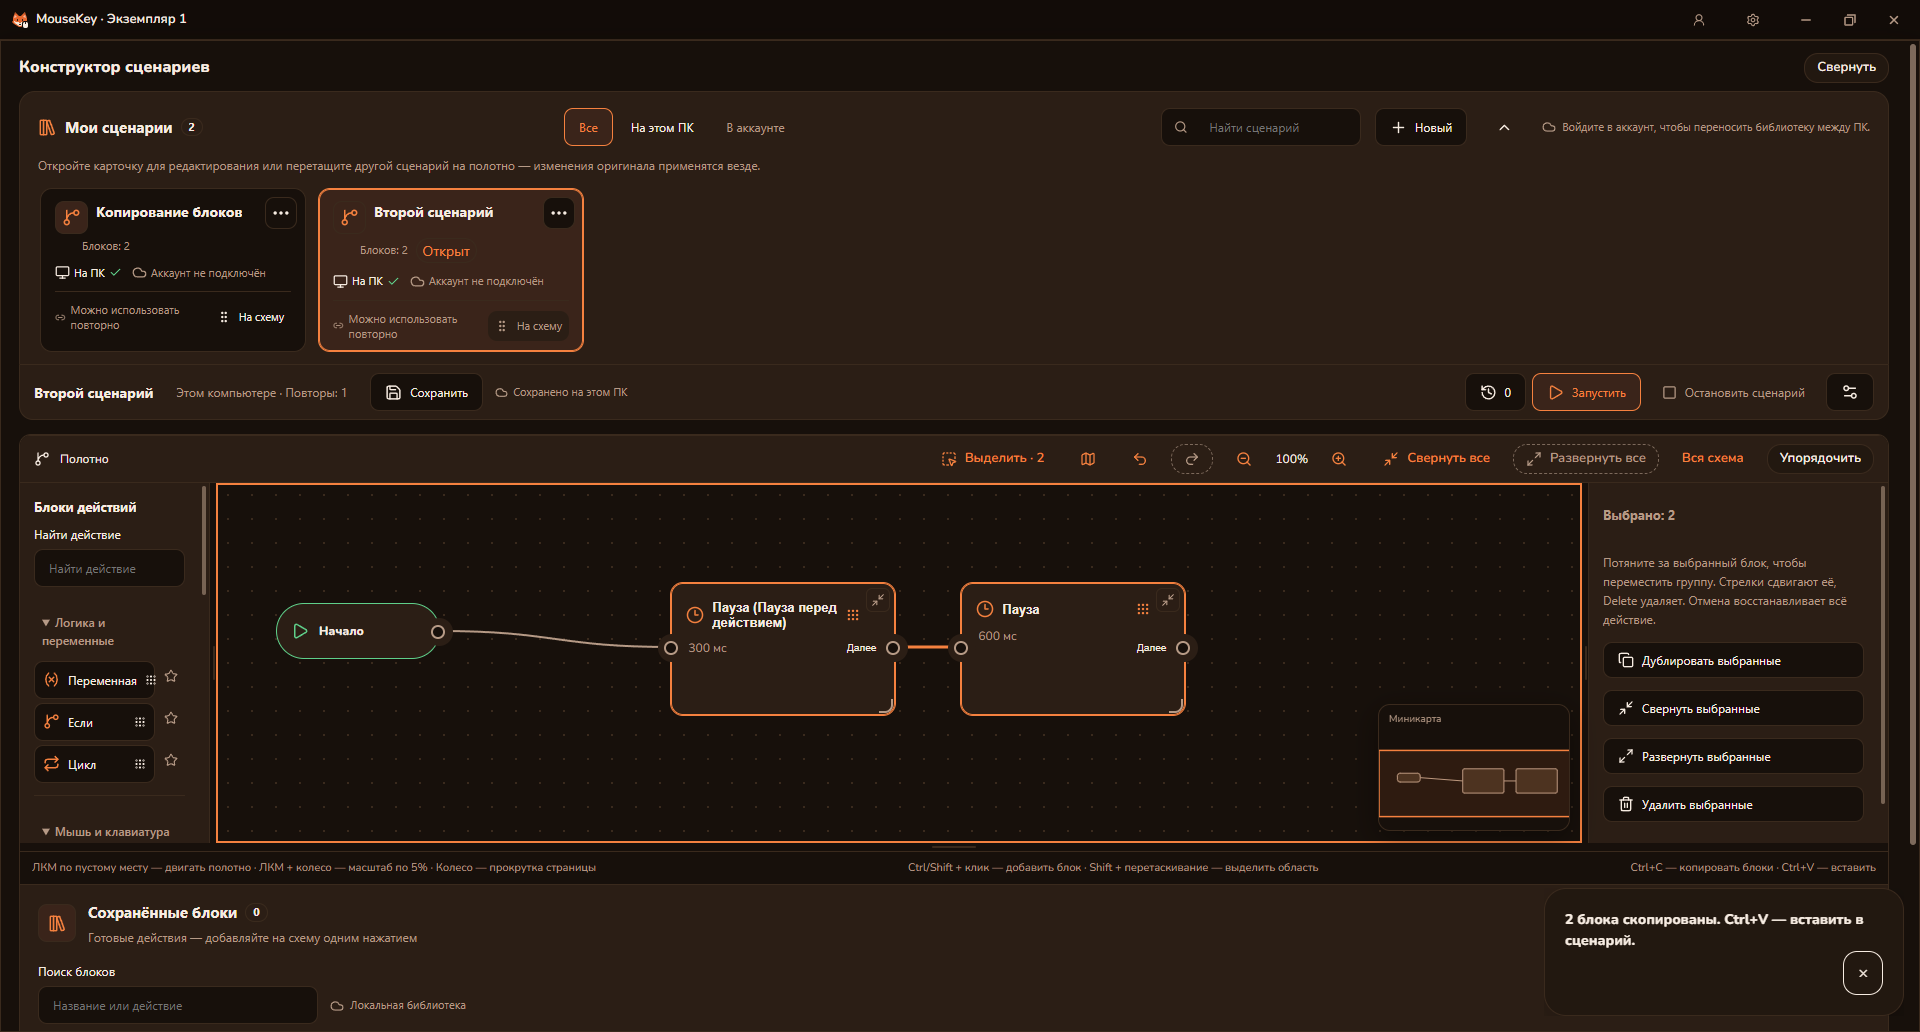 MouseKey · Экземпляр 1
Конструктор сценариев
Свернуть
Мои сценарии 2
Все
На этом ПК
В аккаунте
Найти сценарий
Новый
Войдите в аккаунт, чтобы переносить библиотеку между ПК.
Откройте карточку для редактирования или перетащите другой сценарий на полотно — изменения оригинала применятся везде.
Копирование блоков
Блоков: 2
На ПК
Аккаунт не подключён
Можно использовать
повторно
На схему
Второй сценарий
Блоков: 2
Открыт
На ПК
Аккаунт не подключён
Можно использовать
повторно
На схему
Второй сценарий
Этом компьютере · Повторы: 1
Сохранить
Сохранено на этом ПК
0
Запустить
Остановить сценарий
Полотно
Выделить · 2
100%
Свернуть все
Развернуть все
Вся схема
Упорядочить
Блоки действий
Найти действие
Найти действие
▼ Логика и
переменные
Переменная
Если
Цикл
▼ Мышь и клавиатура
Начало
Пауза (Пауза перед
действием)
300 мс
Далее
Пауза
600 мс
Далее
Миникарта
Выбрано: 2
Потяните за выбранный блок, чтобы
переместить группу. Стрелки сдвигают её,
Delete удаляет. Отмена восстанавливает всё
действие.
Дублировать выбранные
Свернуть выбранные
Развернуть выбранные
Удалить выбранные
ЛКМ по пустому месту — двигать полотно · ЛКМ + колесо — масштаб по 5% · Колесо — прокрутка страницы
Ctrl/Shift + клик — добавить блок · Shift + перетаскивание — выделить область
Ctrl+C — копировать блоки · Ctrl+V — вставить
Сохранённые блоки 0
Готовые действия — добавляйте на схему одним нажатием
Поиск блоков
Название или действие
Локальная библиотека
2 блока скопированы. Ctrl+V — вставить в
сценарий.